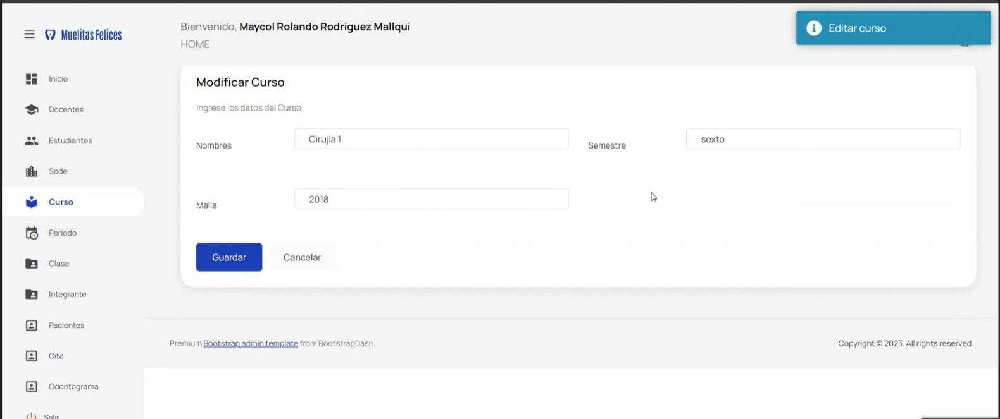 Muelitas Felices
Bienvenido, Maycol Rolando Rodriguez Mallqui
HOME
Editar curso
Inicio
Docentes
Estudiantes
Sede
Curso
Periodo
Clase
Integrante
Pacientes
Cita
Odontograma
Salir
Modificar Curso
Ingrese los datos del Curso
Nombres
Cirujia 1
Semestre
sexto
Malla
2018
Guardar
Cancelar
Premium Bootstrap admin template from BootstrapDash.
Copyright © 2023. All rights reserved.